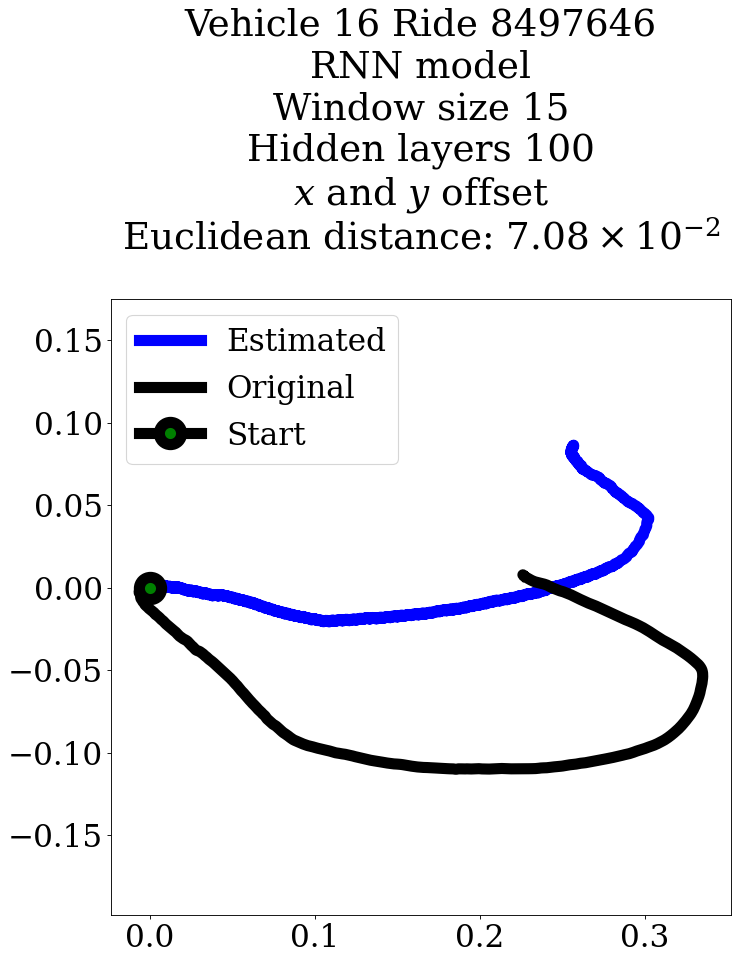 Vehicle 16 Ride 8497646
RNN model
Window size 15
Hidden layers 100
x and y offset
Euclidean distance: 7.08 × 10⁻²
Estimated
Original
Start
0.15
0.10
0.05
0.00
−0.05
−0.10
−0.15
0.0 0.1 0.2 0.3